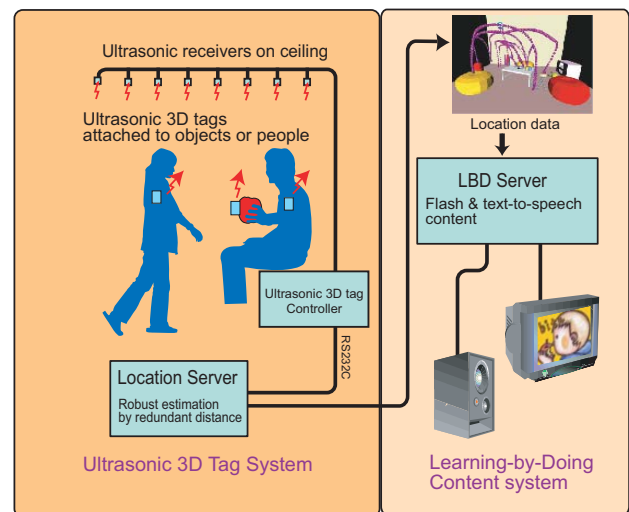 Ultrasonic receivers on ceiling
Ultrasonic 3D tags
attached to objects or people
Ultrasonic 3D tag
Controller
RS232C
Location Server
Robust estimation
by redundant distance
Ultrasonic 3D Tag System
Location data
LBD Server
Flash & text-to-speech
content
Learning-by-Doing
Content system